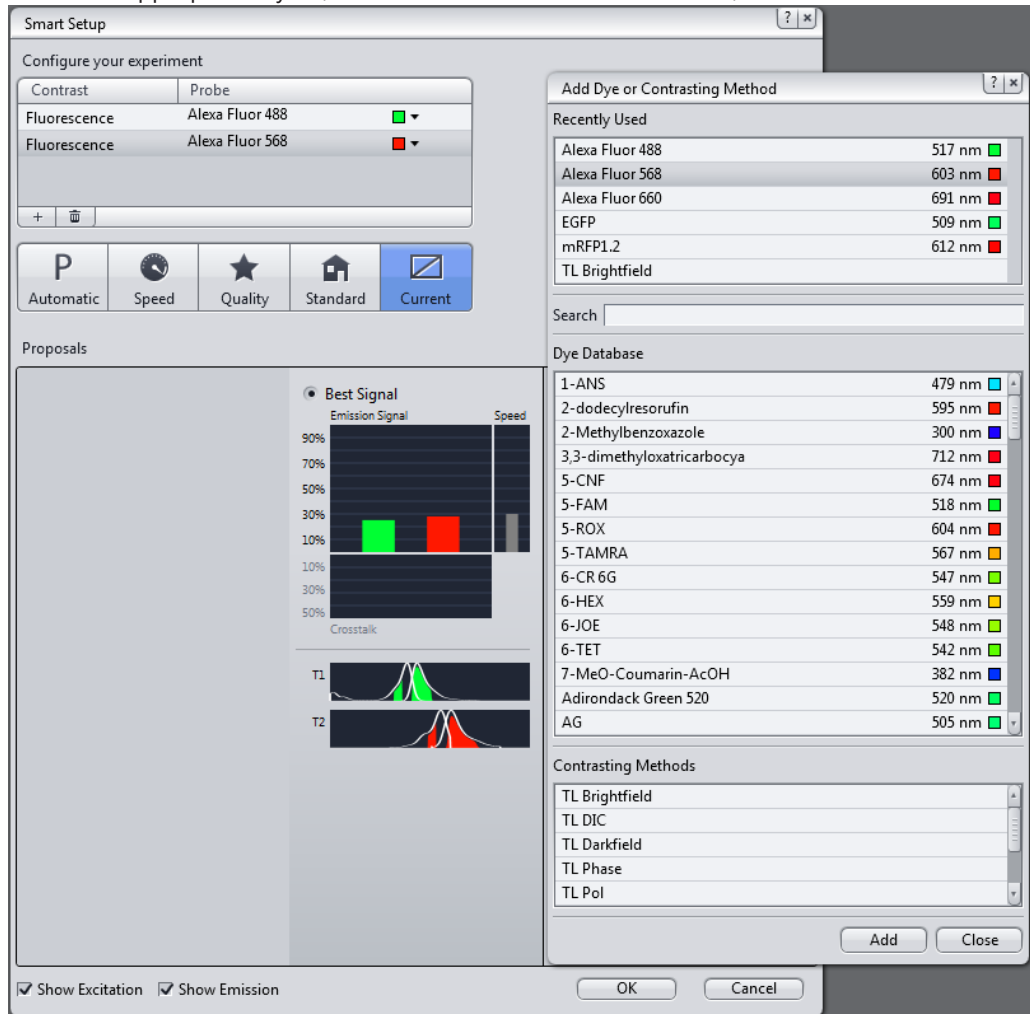 Smart Setup
? x
Configure your experiment
Contrast Probe
Fluorescence Alexa Fluor 488
Fluorescence Alexa Fluor 568
+
P
Automatic Speed Quality Standard Current
Proposals
Best Signal
Emission Signal Speed
90%
70%
50%
30%
10%
10%
30%
50%
Crosstalk
T1
T2
Show Excitation Show Emission
OK Cancel
Add Dye or Contrasting Method
? x
Recently Used
Alexa Fluor 488 517 nm
Alexa Fluor 568 603 nm
Alexa Fluor 660 691 nm
EGFP 509 nm
mRFP1.2 612 nm
TL Brightfield
Search
Dye Database
1-ANS 479 nm
2-dodecylresorufin 595 nm
2-Methylbenzoxazole 300 nm
3,3-dimethyloxatricarbocya 712 nm
5-CNF 674 nm
5-FAM 518 nm
5-ROX 604 nm
5-TAMRA 567 nm
6-CR 6G 547 nm
6-HEX 559 nm
6-JOE 548 nm
6-TET 542 nm
7-MeO-Coumarin-AcOH 382 nm
Adirondack Green 520 520 nm
AG 505 nm
Contrasting Methods
TL Brightfield
TL DIC
TL Darkfield
TL Phase
TL Pol
Add Close